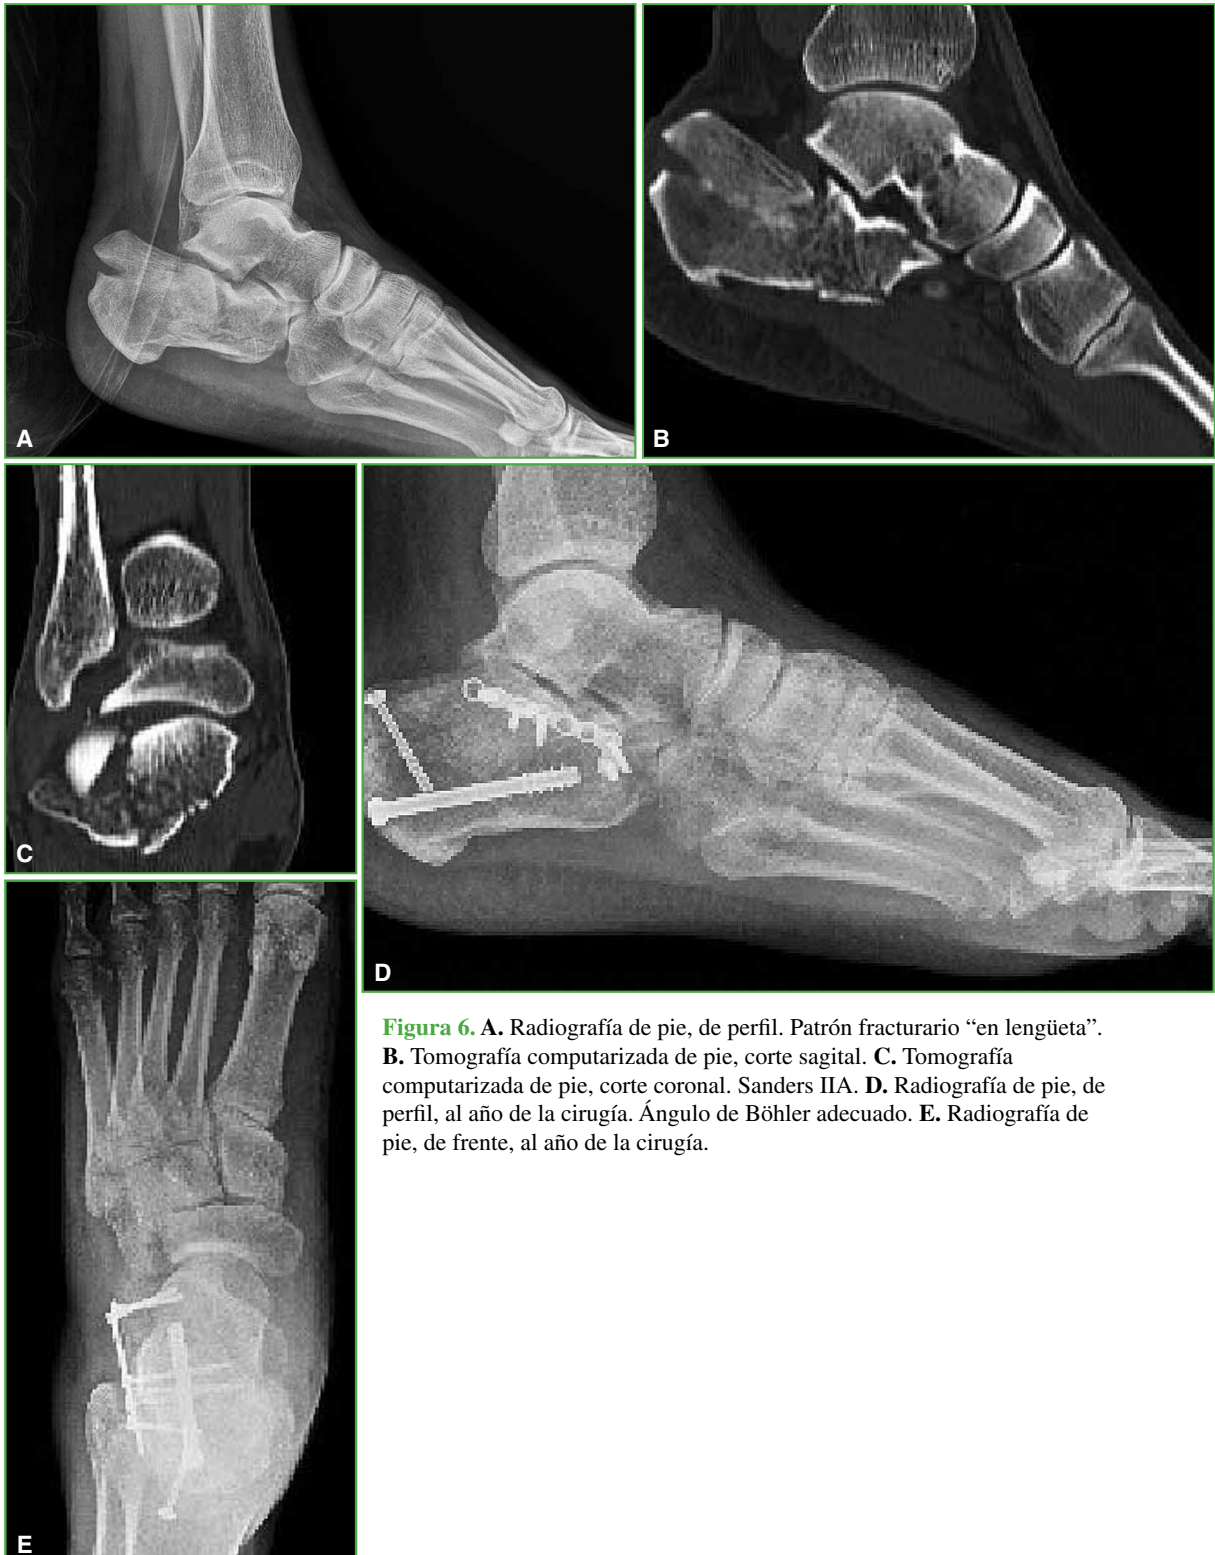 A
B
C
D
E
Figura 6. A. Radiografía de pie, de perfil. Patrón fracturario “en lengüeta”.
B. Tomografía computarizada de pie, corte sagital. C. Tomografía
computarizada de pie, corte coronal. Sanders IIA. D. Radiografía de pie, de
perfil, al año de la cirugía. Ángulo de Böhler adecuado. E. Radiografía de
pie, de frente, al año de la cirugía.